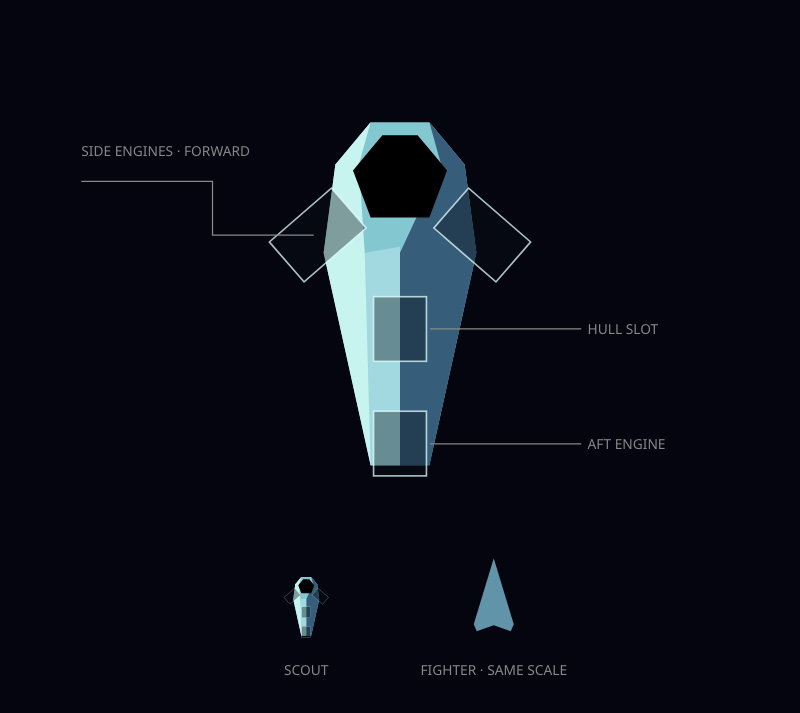 SIDE ENGINES · FORWARD
HULL SLOT
AFT ENGINE
SCOUT
FIGHTER · SAME SCALE